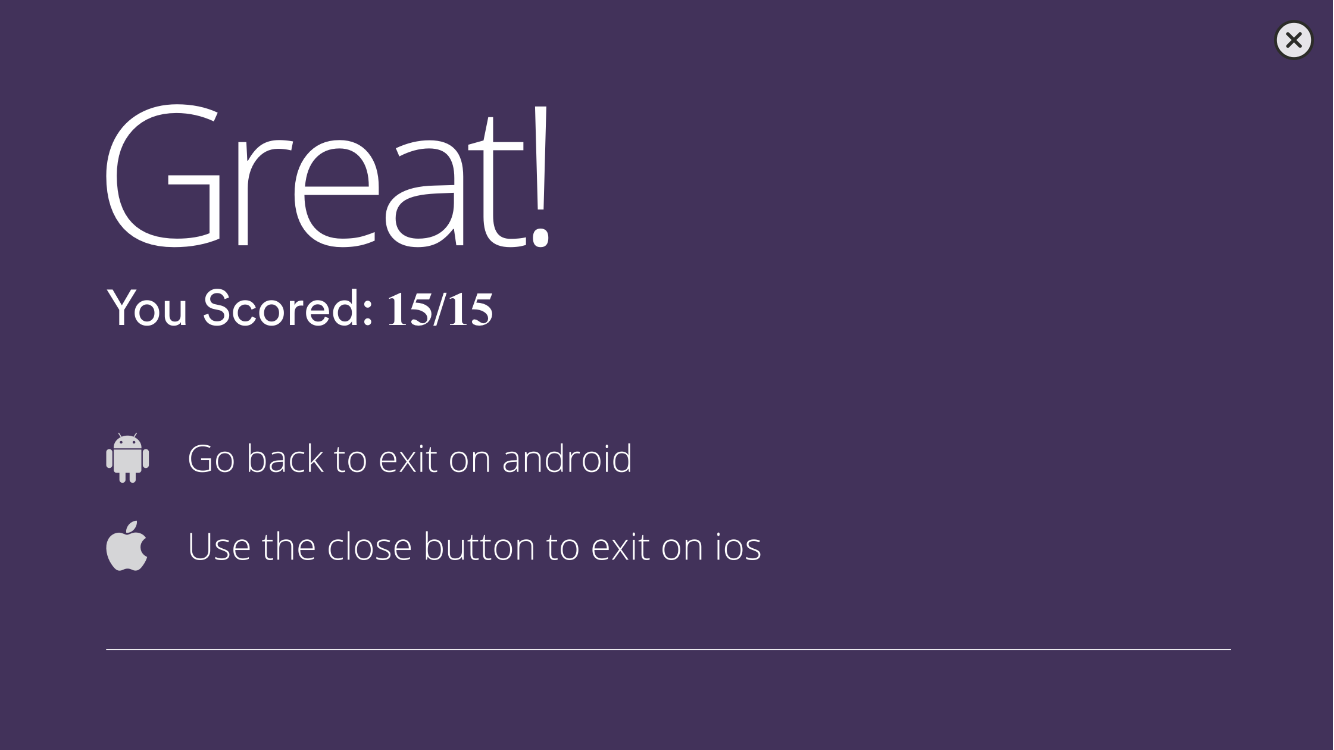 Great!
You Scored: 15/15
Go back to exit on android
Use the close button to exit on ios